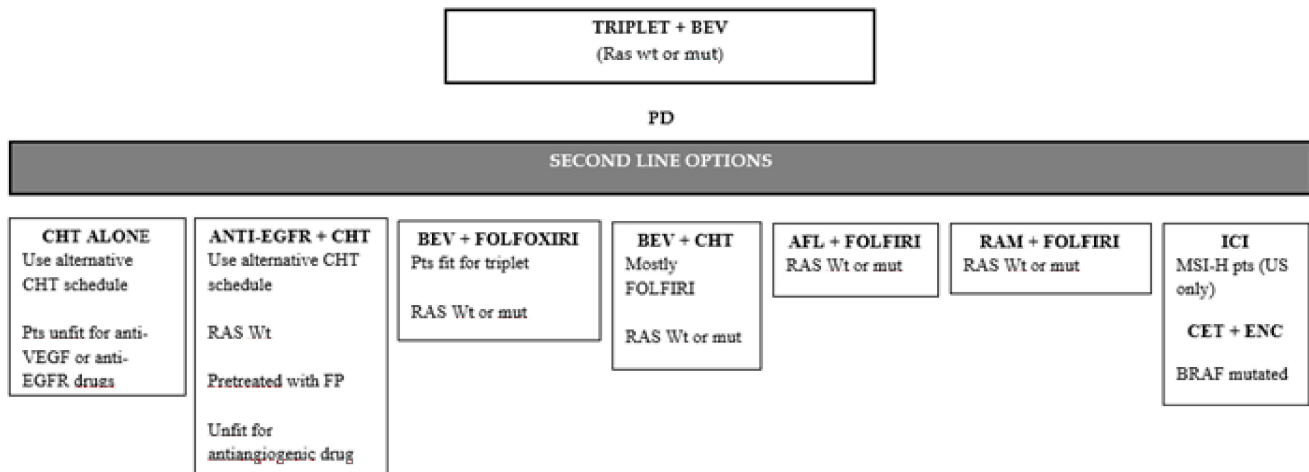 TRIPLET + BEV
(Ras wt or mut)
PD
SECOND LINE OPTIONS
CHT ALONE
Use alternative
CHT schedule
Pts unfit for anti-
VEGF or anti-
EGFR drugs
ANTI-EGFR + CHT
Use alternative CHT
schedule
RAS Wt
Pretreated with FP
Unfit for
antiangiogenic drug
BEV + FOLFOXIRI
Pts fit for triplet
RAS Wt or mut
BEV + CHT
Mostly
FOLFIRI
RAS Wt or mut
AFL + FOLFIRI
RAS Wt or mut
RAM + FOLFIRI
RAS Wt or mut
ICI
MSI-H pts (US
only)
CET + ENC
BRAF mutated